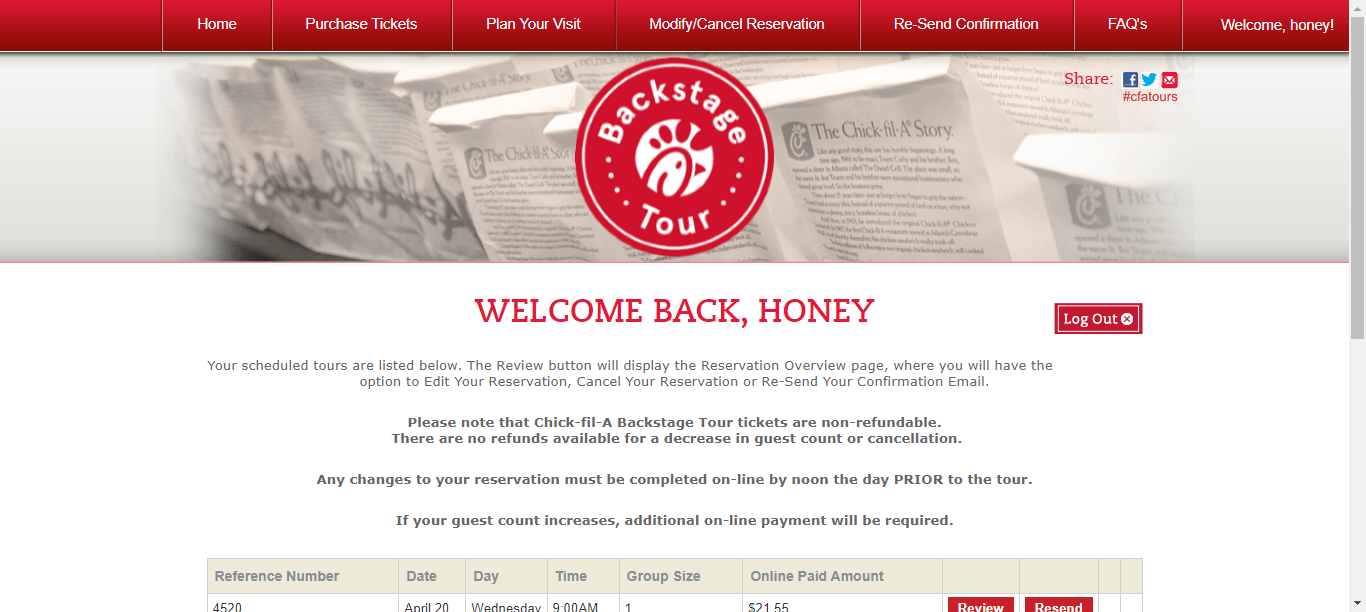 Home
Purchase Tickets
Plan Your Visit
Modify/Cancel Reservation
Re-Send Confirmation
FAQ's
Welcome, honey!
Backstage
Tour
The Chick-fil-A Story
The Chick-fil-A® Story.
Share:
#cfatours
WELCOME BACK, HONEY
Log Out
Your scheduled tours are listed below. The Review button will display the Reservation Overview page, where you will have the
option to Edit Your Reservation, Cancel Your Reservation or Re-Send Your Confirmation Email.
Please note that Chick-fil-A Backstage Tour tickets are non-refundable.
There are no refunds available for a decrease in guest count or cancellation.
Any changes to your reservation must be completed on-line by noon the day PRIOR to the tour.
If your guest count increases, additional on-line payment will be required.
Reference Number Date Day Time Group Size Online Paid Amount
4520 April 20 Wednesday 9:00AM 1 $21.55 Review Resend